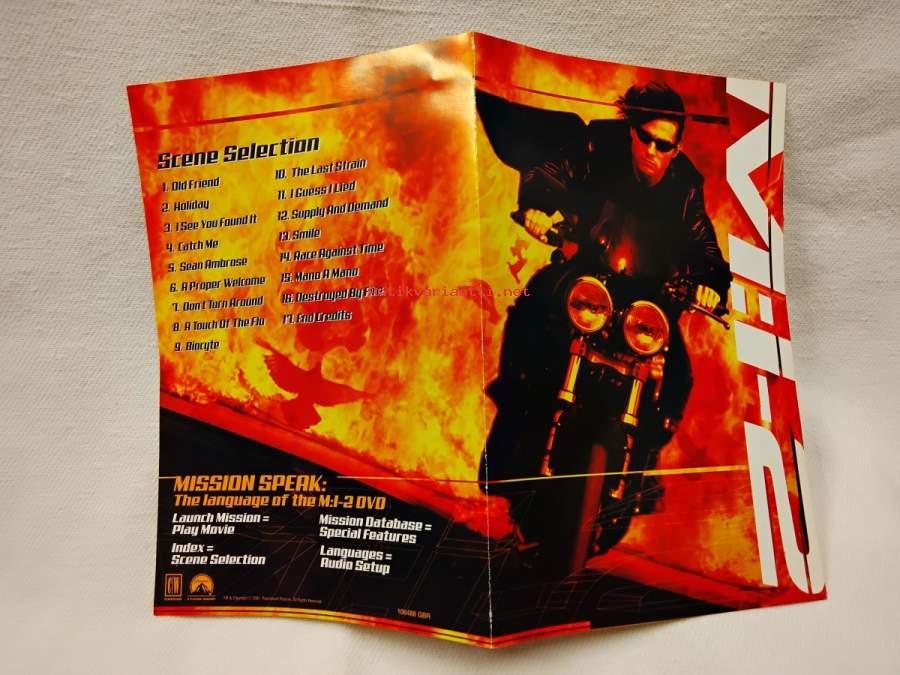 Scene Selection
1. Old Friend
2. Holiday
3. I See You Found It
4. Catch Me
5. Sean Ambrose
6. A Proper Welcome
7. Don't Turn Around
8. A Touch Of The Flu
9. Biocyte
10. The Last Strain
11. I Guess I Lied
12. Supply And Demand
13. Smile
14. Race Against Time
15. Mano A Mano
16. Destroyed By Fire
17. End Credits
MISSION SPEAK:
The language of the M:I-2 DVD
Launch Mission =
Play Movie
Index =
Scene Selection
Mission Database =
Special Features
Languages =
Audio Setup
C/W
M:I-2